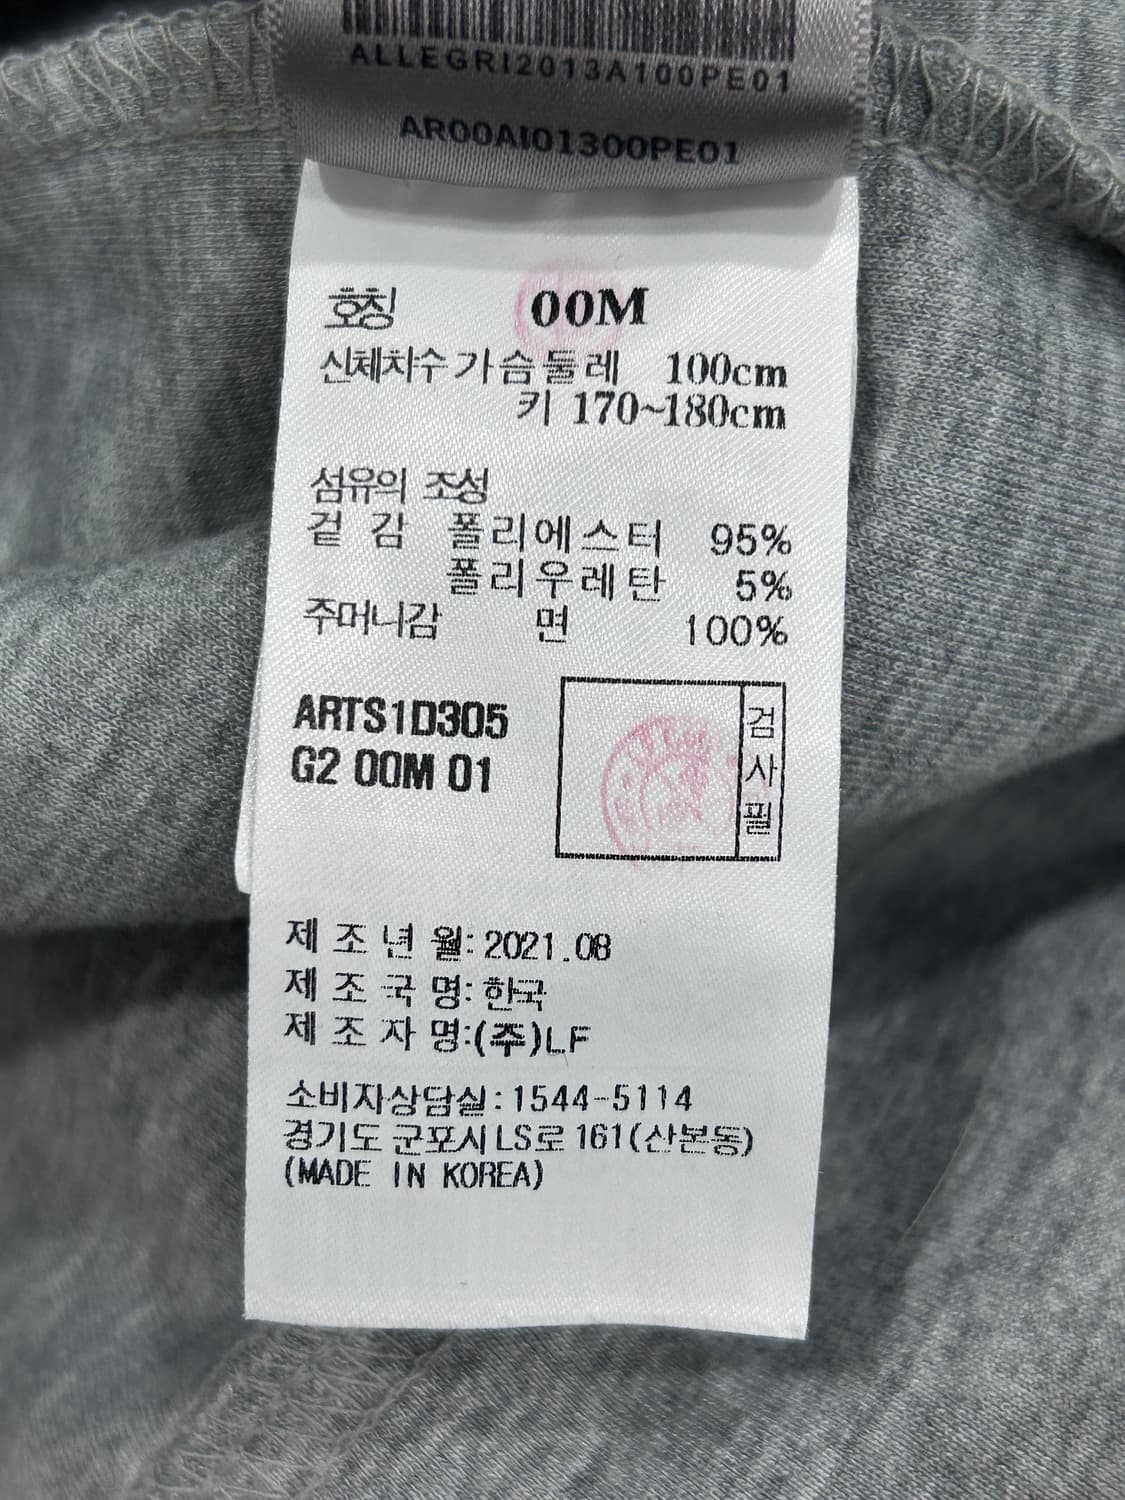 ALLEGRI2013A100PE01
AR00AI01300PE01
호칭 00M
신체치수 가슴둘레 100cm
키 170~180cm
섬유의 조성
겉 감 폴리에스터 95%
폴리우레탄 5%
주머니감 면 100%
ARTS1D305
G2 00M 01
검사필
제 조 년 월: 2021.08
제 조 국 명: 한국
제 조 자 명:(주)LF
소비자상담실:1544-5114
경기도 군포시 LS로 161(산본동)
(MADE IN KOREA)